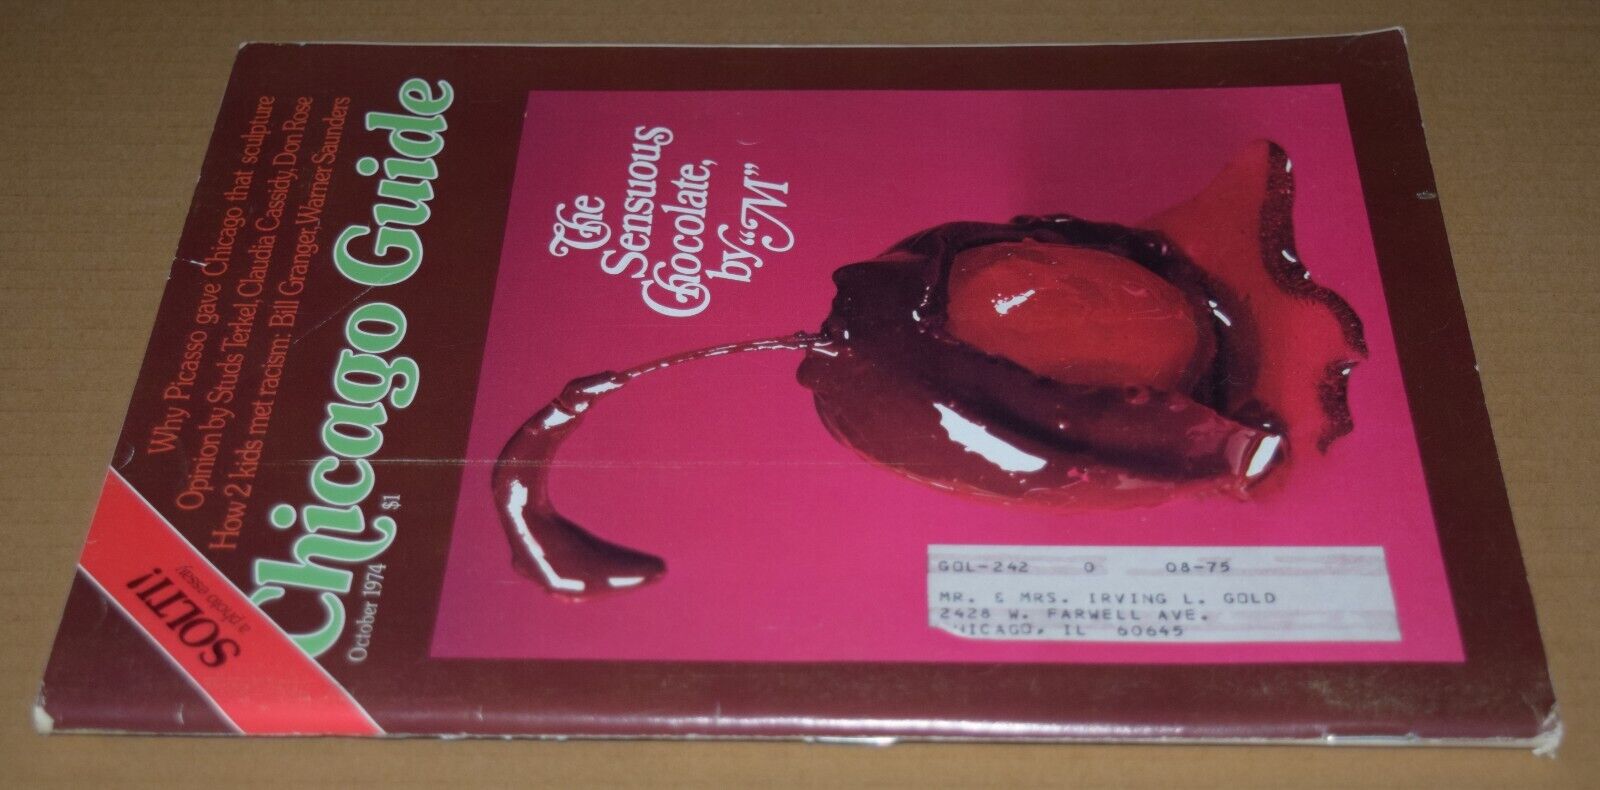 Why Picasso gave Chicago that sculpture
Opinion by Studs Terkel, Claudia Cassidy, Don Rose
How 2 kids met racism: Bill Granger, Warner Saunders
SOLTI!
a photo essay
Chicago Guide
October 1974 $1
The
Sensuous
Chocolate,
by “M”
GOL-242 0 08-75
MR. & MRS. IRVING L. GOLD
2428 W. FARWELL AVE.
CHICAGO, IL 60645